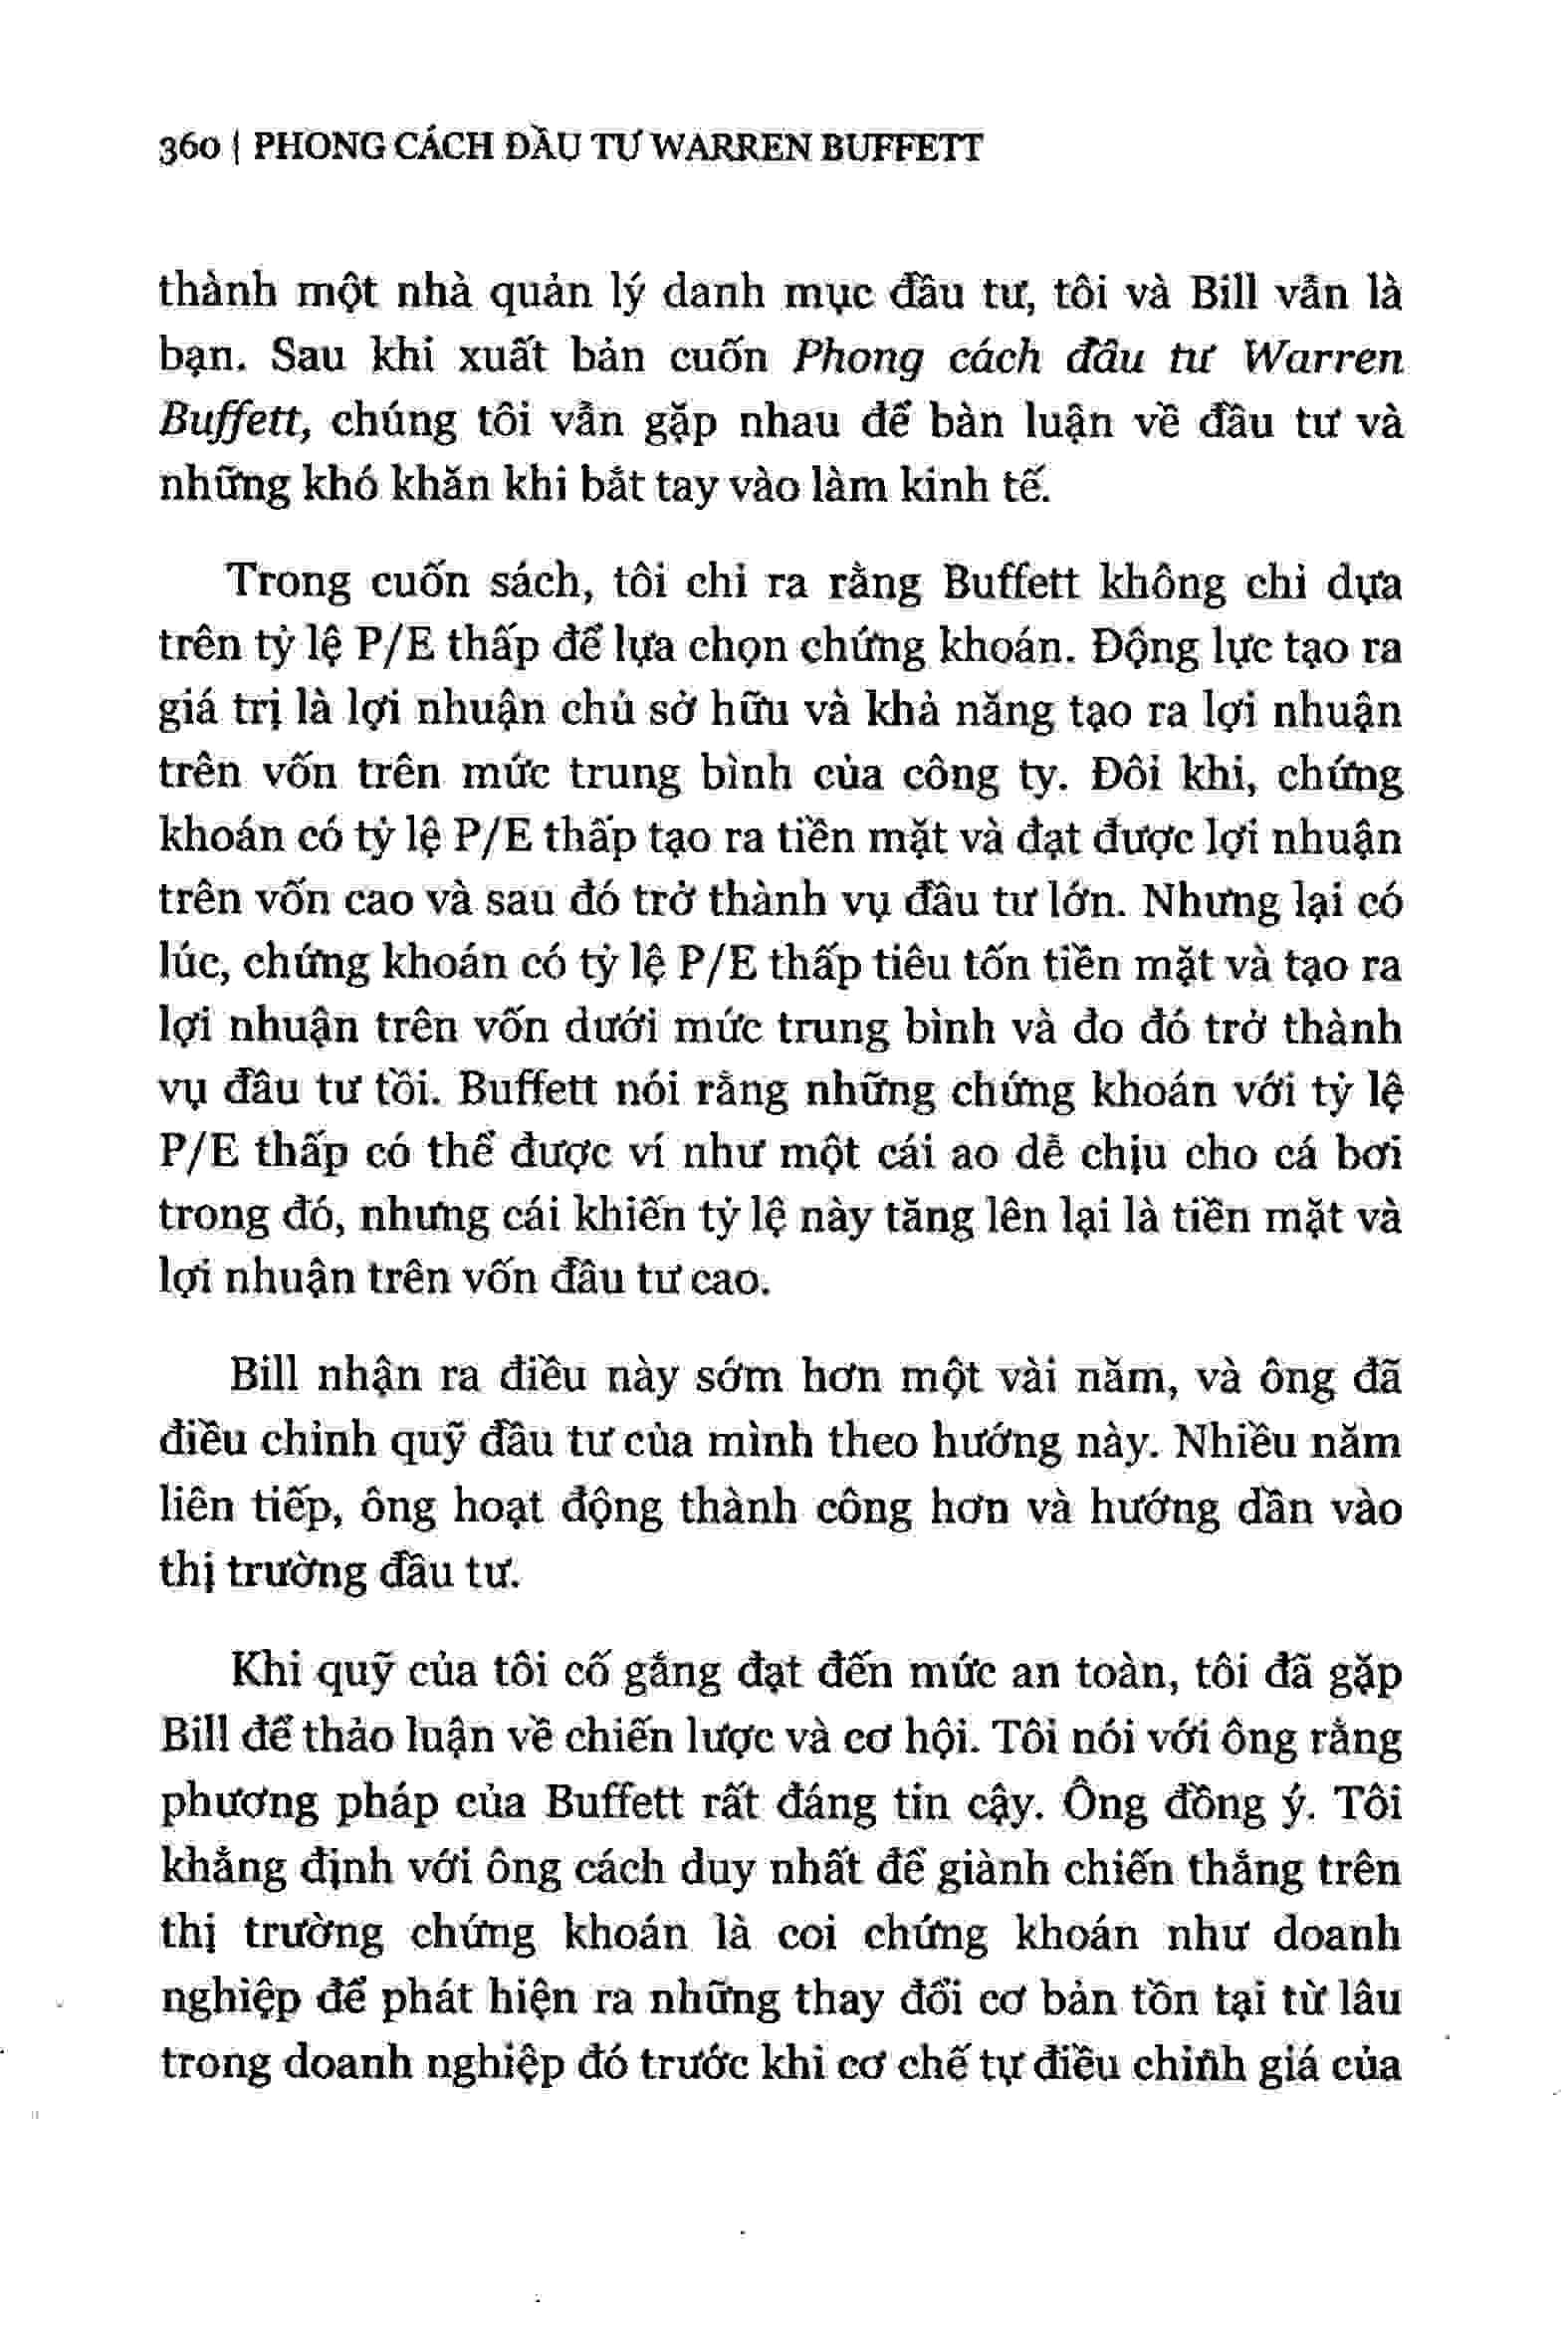 360 | PHONG CÁCH ĐẦU TƯ WARREN BUFFETT
thành một nhà quản lý danh mục đầu tư, tôi và Bill vẫn là
bạn. Sau khi xuất bản cuốn Phong cách đầu tư Warren
Buffett, chúng tôi vẫn gặp nhau để bàn luận về đầu tư và
những khó khăn khi bắt tay vào làm kinh tế.
Trong cuốn sách, tôi chỉ ra rằng Buffett không chỉ dựa
trên tỷ lệ P/E thấp để lựa chọn chứng khoán. Động lực tạo ra
giá trị là lợi nhuận chủ sở hữu và khả năng tạo ra lợi nhuận
trên vốn trên mức trung bình của công ty. Đôi khi, chứng
khoán có tỷ lệ P/E thấp tạo ra tiền mặt và đạt được lợi nhuận
trên vốn cao và sau đó trở thành vụ đầu tư lớn. Nhưng lại có
lúc, chứng khoán có tỷ lệ P/E thấp tiêu tốn tiền mặt và tạo ra
lợi nhuận trên vốn dưới mức trung bình và đo đó trở thành
vụ đầu tư tồi. Buffett nói rằng những chứng khoán với tỷ lệ
P/E thấp có thể được ví như một cái ao dễ chịu cho cá bơi
trong đó, nhưng cái khiến tỷ lệ này tăng lên lại là tiền mặt và
lợi nhuận trên vốn đầu tư cao.
Bill nhận ra điều này sớm hơn một vài năm, và ông đã
điều chỉnh quỹ đầu tư của mình theo hướng này. Nhiều năm
liên tiếp, ông hoạt động thành công hơn và hướng dần vào
thị trường đầu tư.
Khi quỹ của tôi cố gắng đạt đến mức an toàn, tôi đã gặp
Bill để thảo luận về chiến lược và cơ hội. Tôi nói với ông rằng
phương pháp của Buffett rất đáng tin cậy. Ông đồng ý. Tôi
khẳng định với ông cách duy nhất để giành chiến thắng trên
thị trường chứng khoán là coi chứng khoán như doanh
nghiệp để phát hiện ra những thay đổi cơ bản tồn tại từ lâu
trong doanh nghiệp đó trước khi cơ chế tự điều chỉnh giá của